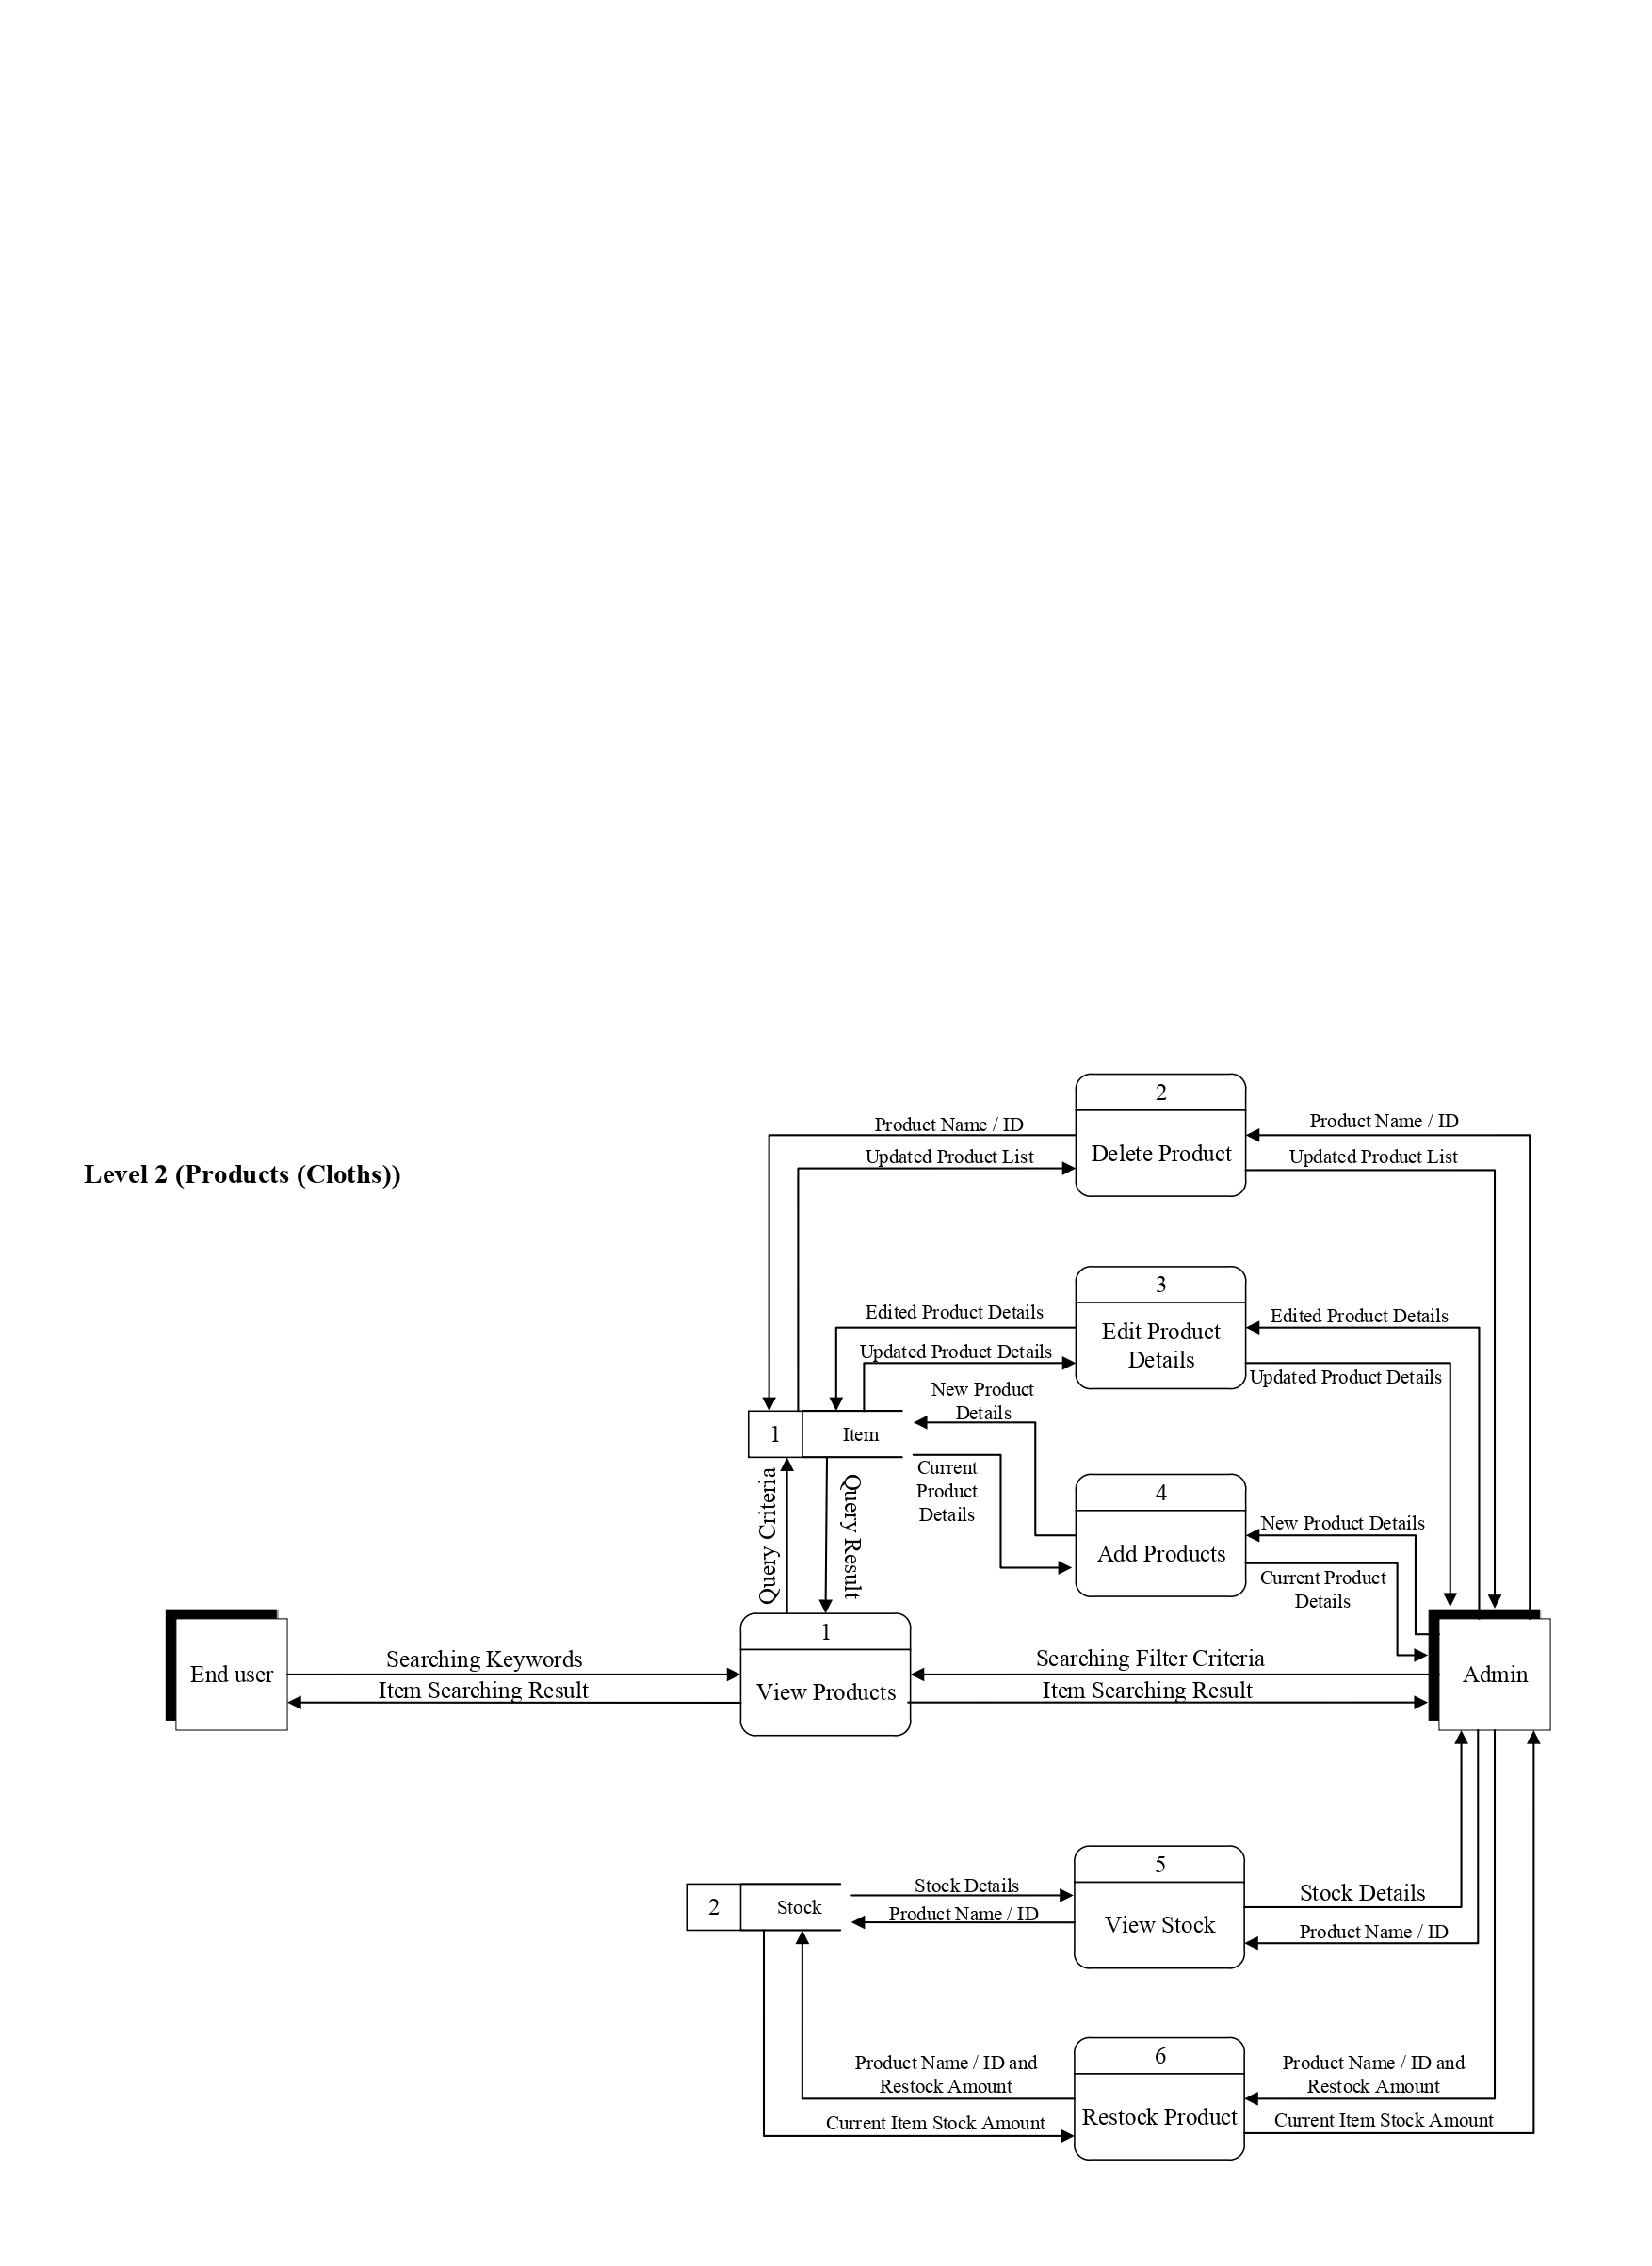 2
Product Name / ID
Product Name / ID
Delete Product
Updated Product List
Updated Product List
Level 2 (Products (Cloths))
3
Edited Product Details
Edited Product Details
Edit Product
Details
Updated Product Details
Updated Product Details
New Product
Details
1
Item
Current
Product
Details
Query Criteria
Query Result
4
New Product Details
Add Products
Current Product
Details
1
End user
Searching Keywords
Item Searching Result
View Products
Searching Filter Criteria
Item Searching Result
Admin
5
2
Stock
Stock Details
Product Name / ID
View Stock
Stock Details
Product Name / ID
6
Product Name / ID and
Restock Amount
Product Name / ID and
Restock Amount
Restock Product
Current Item Stock Amount
Current Item Stock Amount